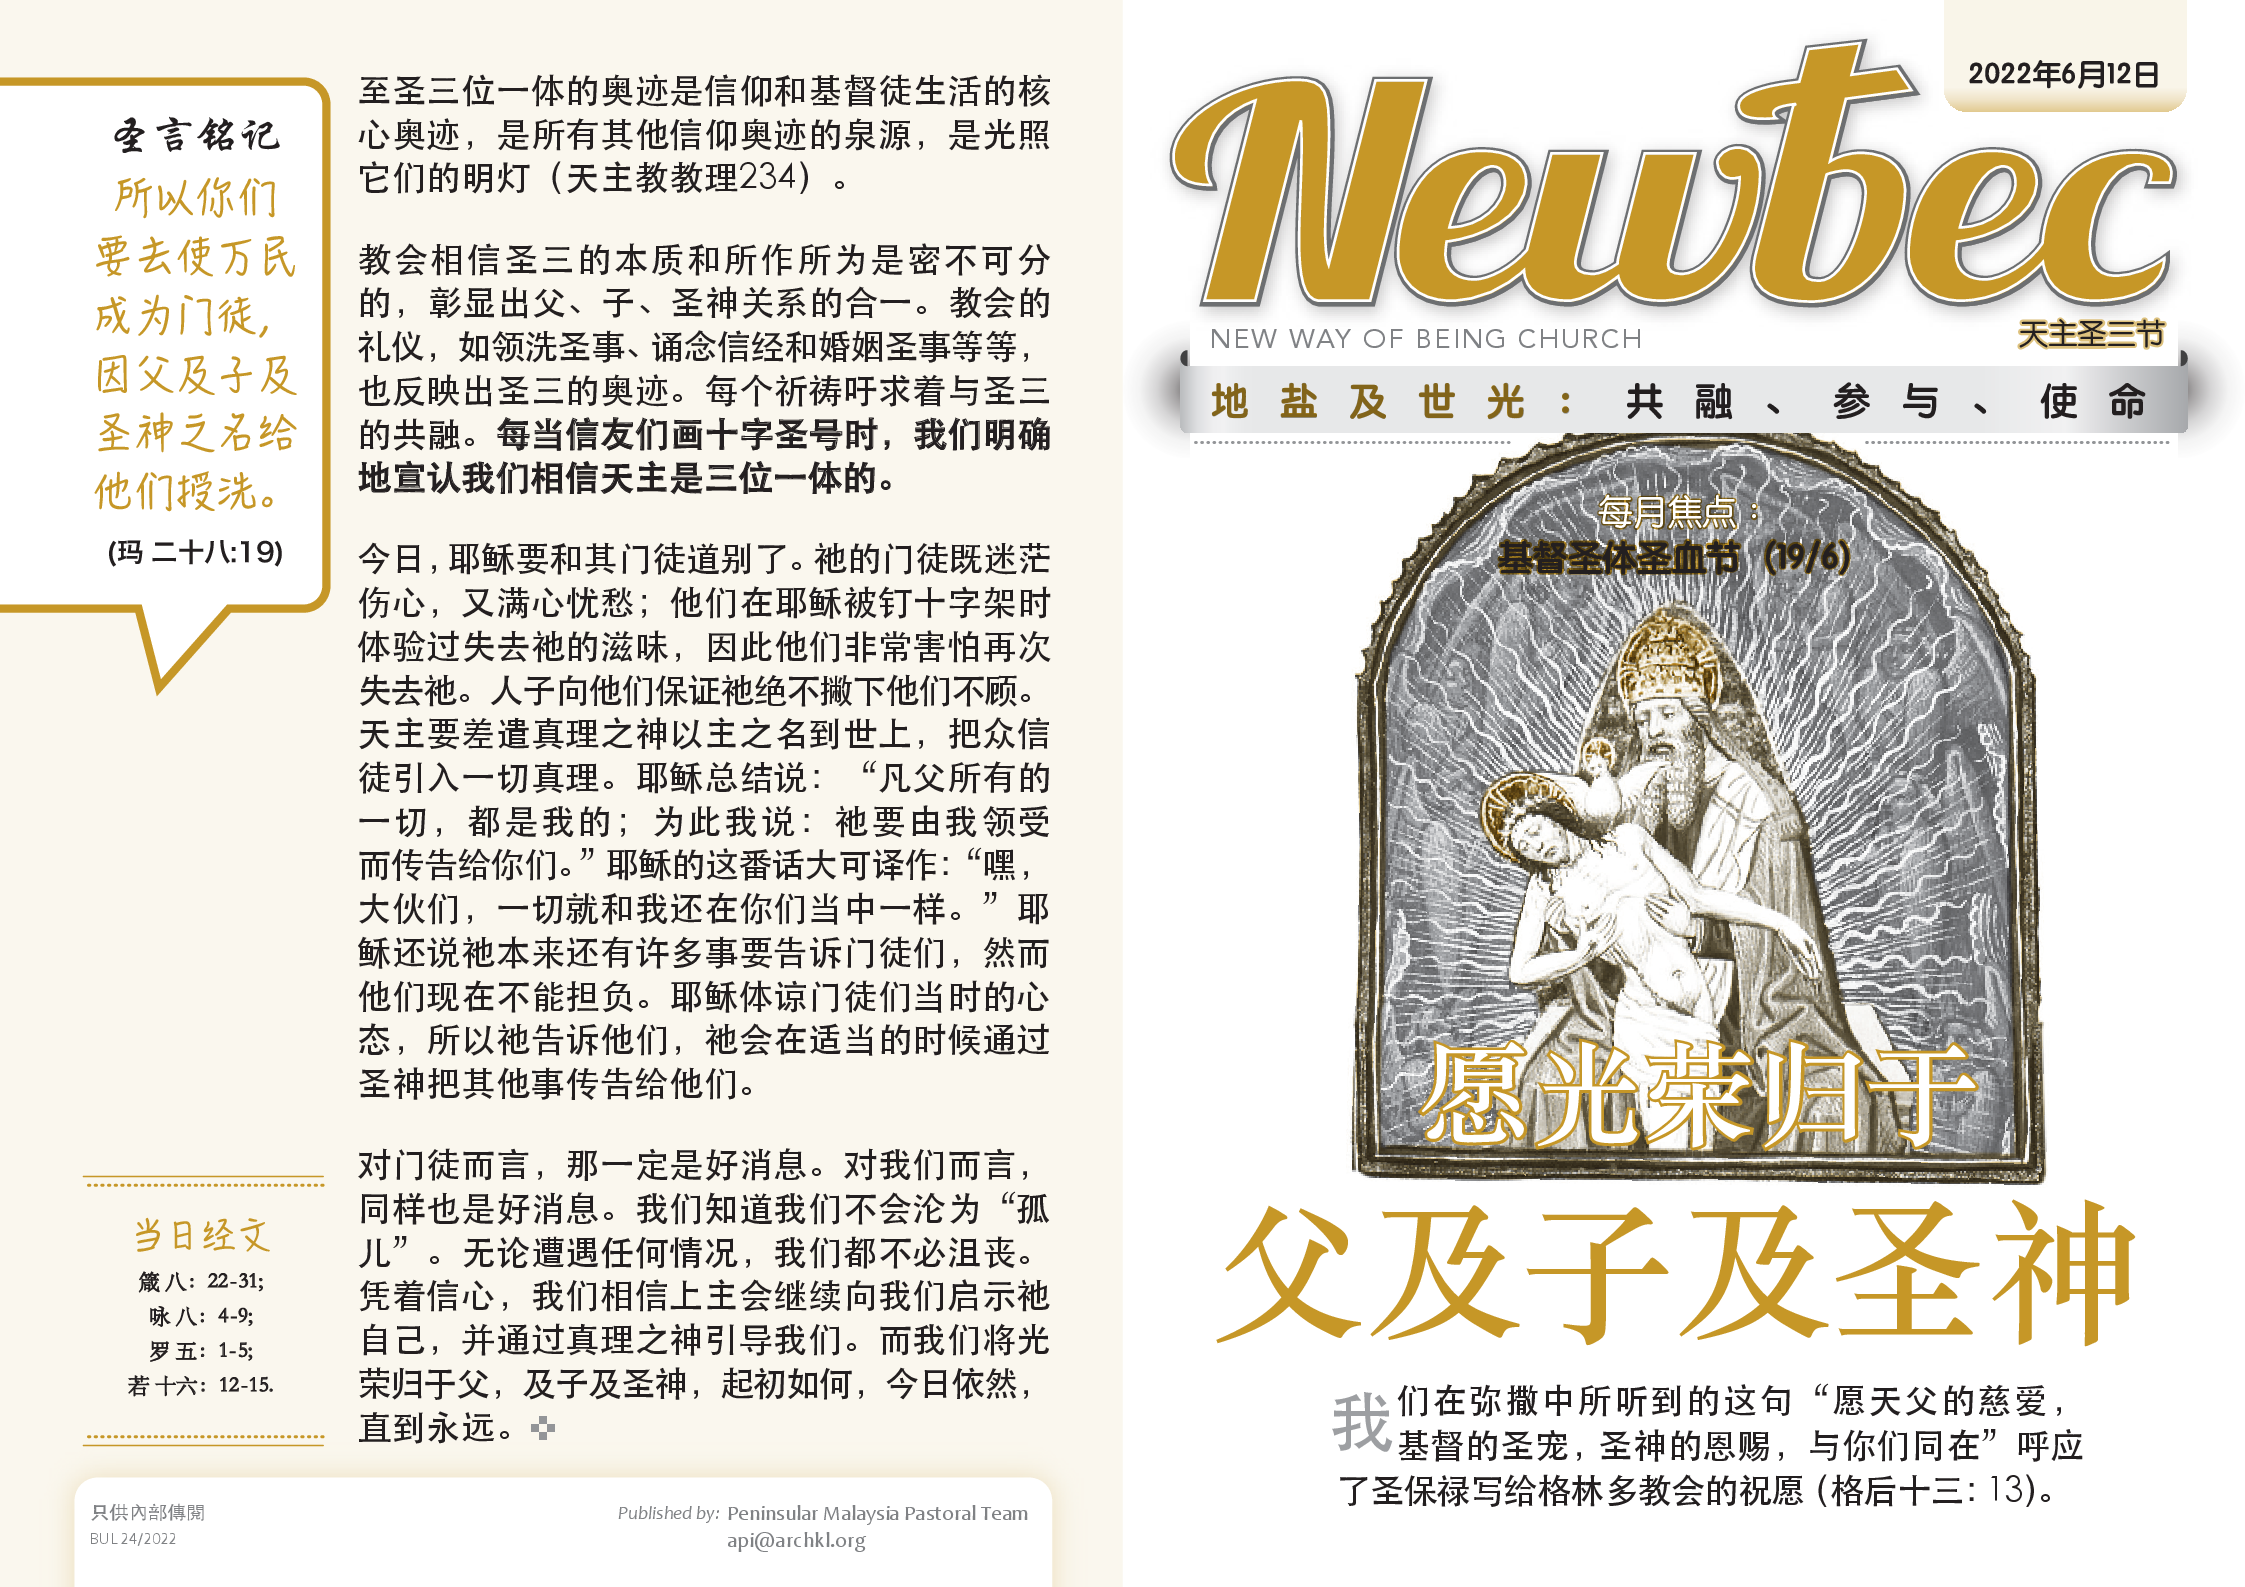 圣言铭记
所以你们
要去使万民
成为门徒,
因父及子及
圣神之名给
他们授洗。
(玛 二十八:19)
当日经文
箴 八：22-31;
咏 八：4-9;
罗 五：1-5;
若 十六：12-15.
至圣三位一体的奥迹是信仰和基督徒生活的核
心奥迹，是所有其他信仰奥迹的泉源，是光照
它们的明灯（天主教教理234）。
教会相信圣三的本质和所作所为是密不可分
的，彰显出父、子、圣神关系的合一。教会的
礼仪，如领洗圣事、诵念信经和婚姻圣事等等，
也反映出圣三的奥迹。每个祈祷吁求着与圣三
的共融。每当信友们画十字圣号时，我们明确
地宣认我们相信天主是三位一体的。
今日，耶稣要和其门徒道别了。祂的门徒既迷茫
伤心，又满心忧愁；他们在耶稣被钉十字架时
体验过失去祂的滋味，因此他们非常害怕再次
失去祂。人子向他们保证祂绝不撇下他们不顾。
天主要差遣真理之神以主之名到世上，把众信
徒引入一切真理。耶稣总结说：“凡父所有的
一切，都是我的；为此我说：祂要由我领受
而传告给你们。”耶稣的这番话大可译作：“嘿，
大伙们，一切就和我还在你们当中一样。”耶
稣还说祂本来还有许多事要告诉门徒们，然而
他们现在不能担负。耶稣体谅门徒们当时的心
态，所以祂告诉他们，祂会在适当的时候通过
圣神把其他事传告给他们。
对门徒而言，那一定是好消息。对我们而言，
同样也是好消息。我们知道我们不会沦为“孤
儿”。无论遭遇任何情况，我们都不必沮丧。
凭着信心，我们相信上主会继续向我们启示祂
自己，并通过真理之神引导我们。而我们将光
荣归于父，及子及圣神，起初如何，今日依然，
直到永远。
只供內部傳閱
BUL 24/2022
Published by: Peninsular Malaysia Pastoral Team
api@archkl.org
2022年6月12日
Newbec
NEW WAY OF BEING CHURCH
天主圣三节
地盐及世光：共融、参与、使命
每月焦点：
基督圣体圣血节（19/6）
愿光荣归于
父及子及圣神
我们在弥撒中所听到的这句“愿天父的慈爱，
基督的圣宠，圣神的恩赐，与你们同在”呼应
了圣保禄写给格林多教会的祝愿（格后十三：13)。